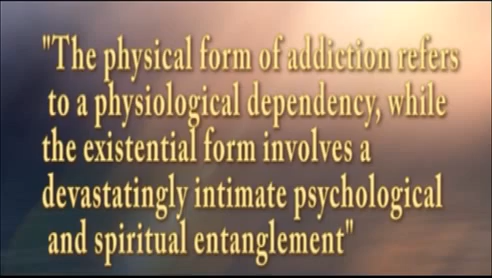 "The physical form of addiction refers
to a physiological dependency, while
the existential form involves a
devastatingly intimate psychological
and spiritual entanglement"